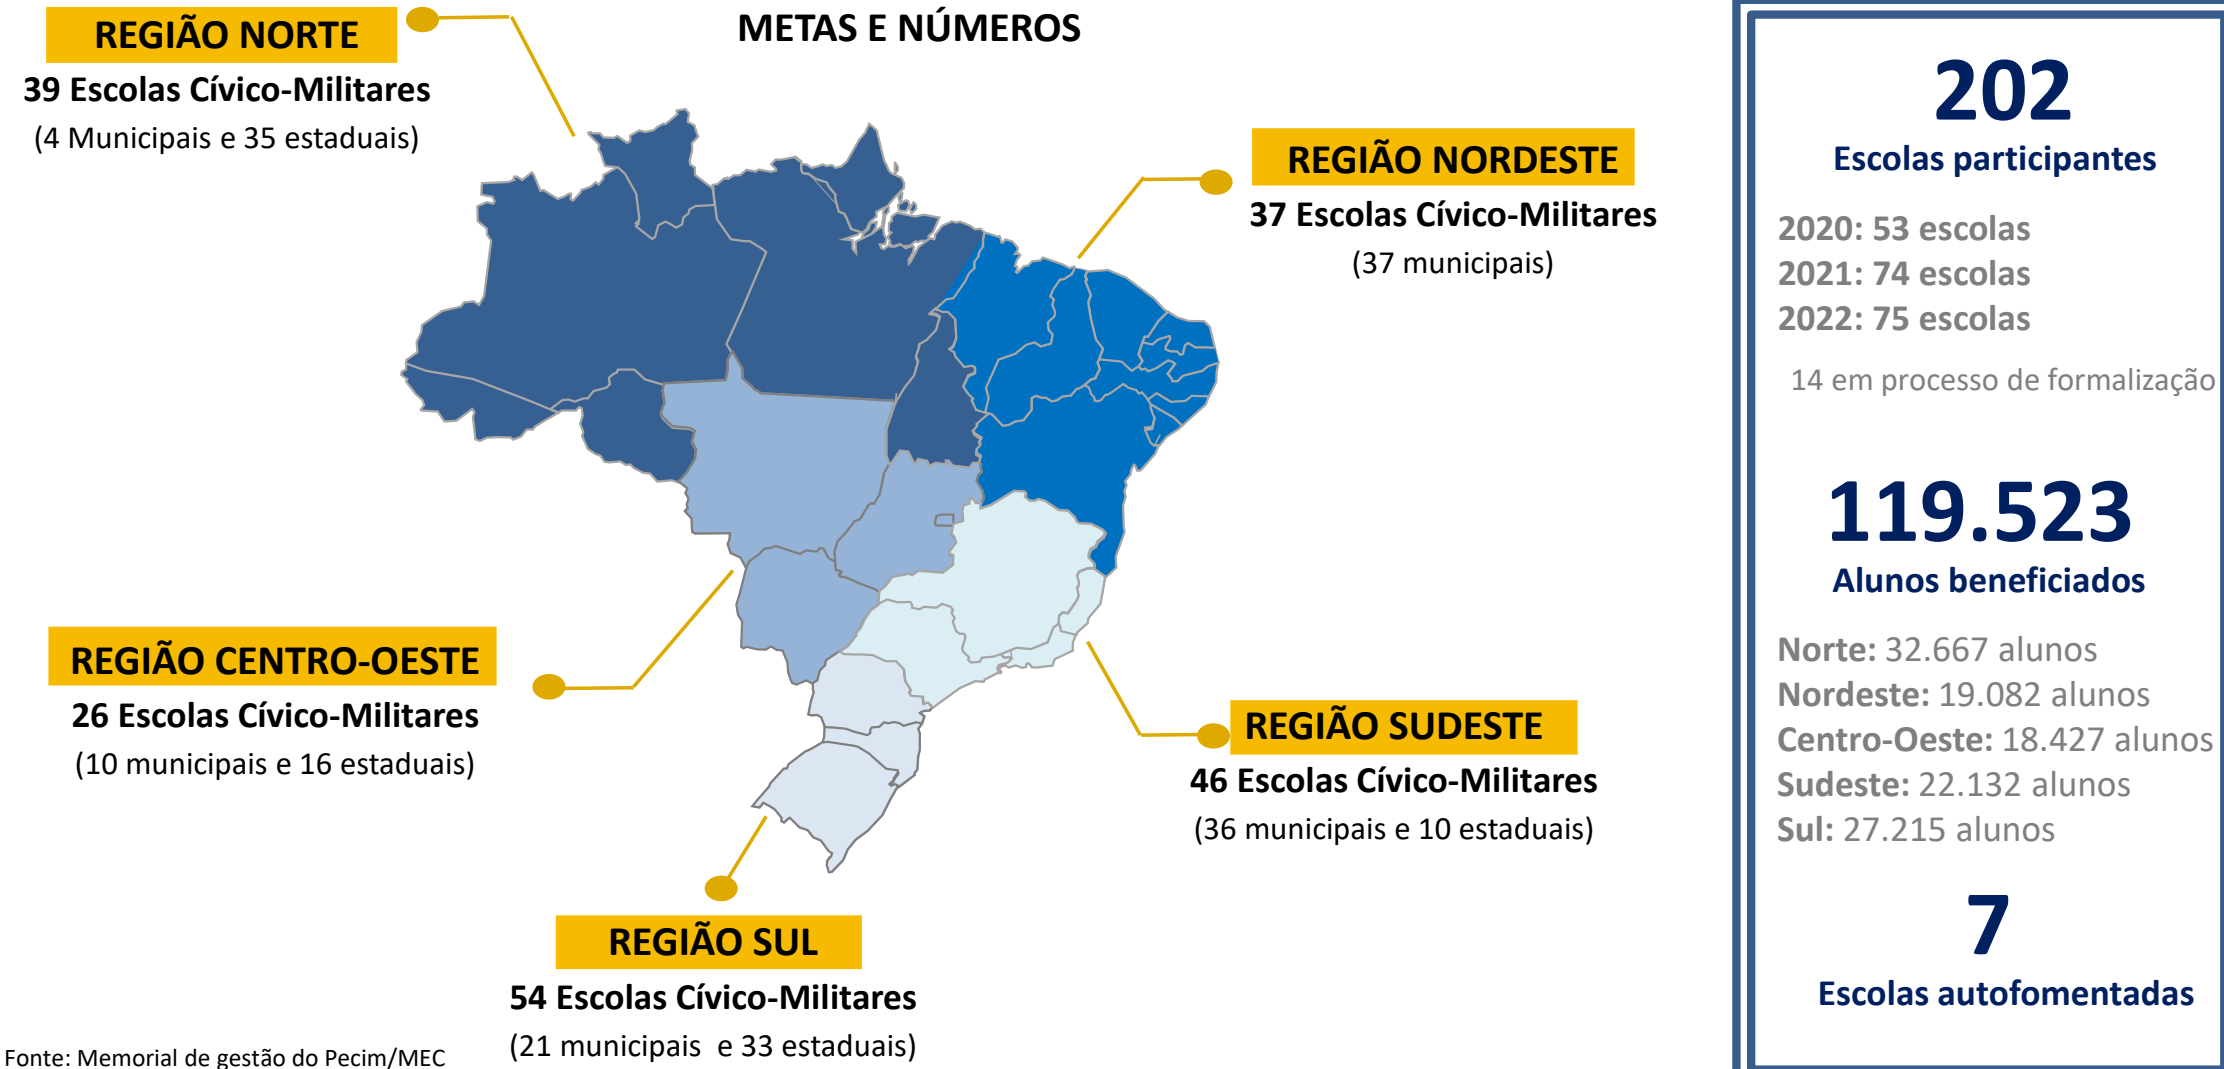 METAS E NÚMEROS
REGIÃO NORTE
39 Escolas Cívico-Militares
(4 Municipais e 35 estaduais)
REGIÃO NORDESTE
37 Escolas Cívico-Militares
(37 municipais)
REGIÃO CENTRO-OESTE
26 Escolas Cívico-Militares
(10 municipais e 16 estaduais)
REGIÃO SUDESTE
46 Escolas Cívico-Militares
(36 municipais e 10 estaduais)
REGIÃO SUL
54 Escolas Cívico-Militares
(21 municipais  e 33 estaduais)
Fonte: Memorial de gestão do Pecim/MEC
202
Escolas participantes
2020: 53 escolas
2021: 74 escolas
2022: 75 escolas
14 em processo de formalização
119.523
Alunos beneficiados
Norte: 32.667 alunos
Nordeste: 19.082 alunos
Centro-Oeste: 18.427 alunos
Sudeste: 22.132 alunos
Sul: 27.215 alunos
7
Escolas autofomentadas